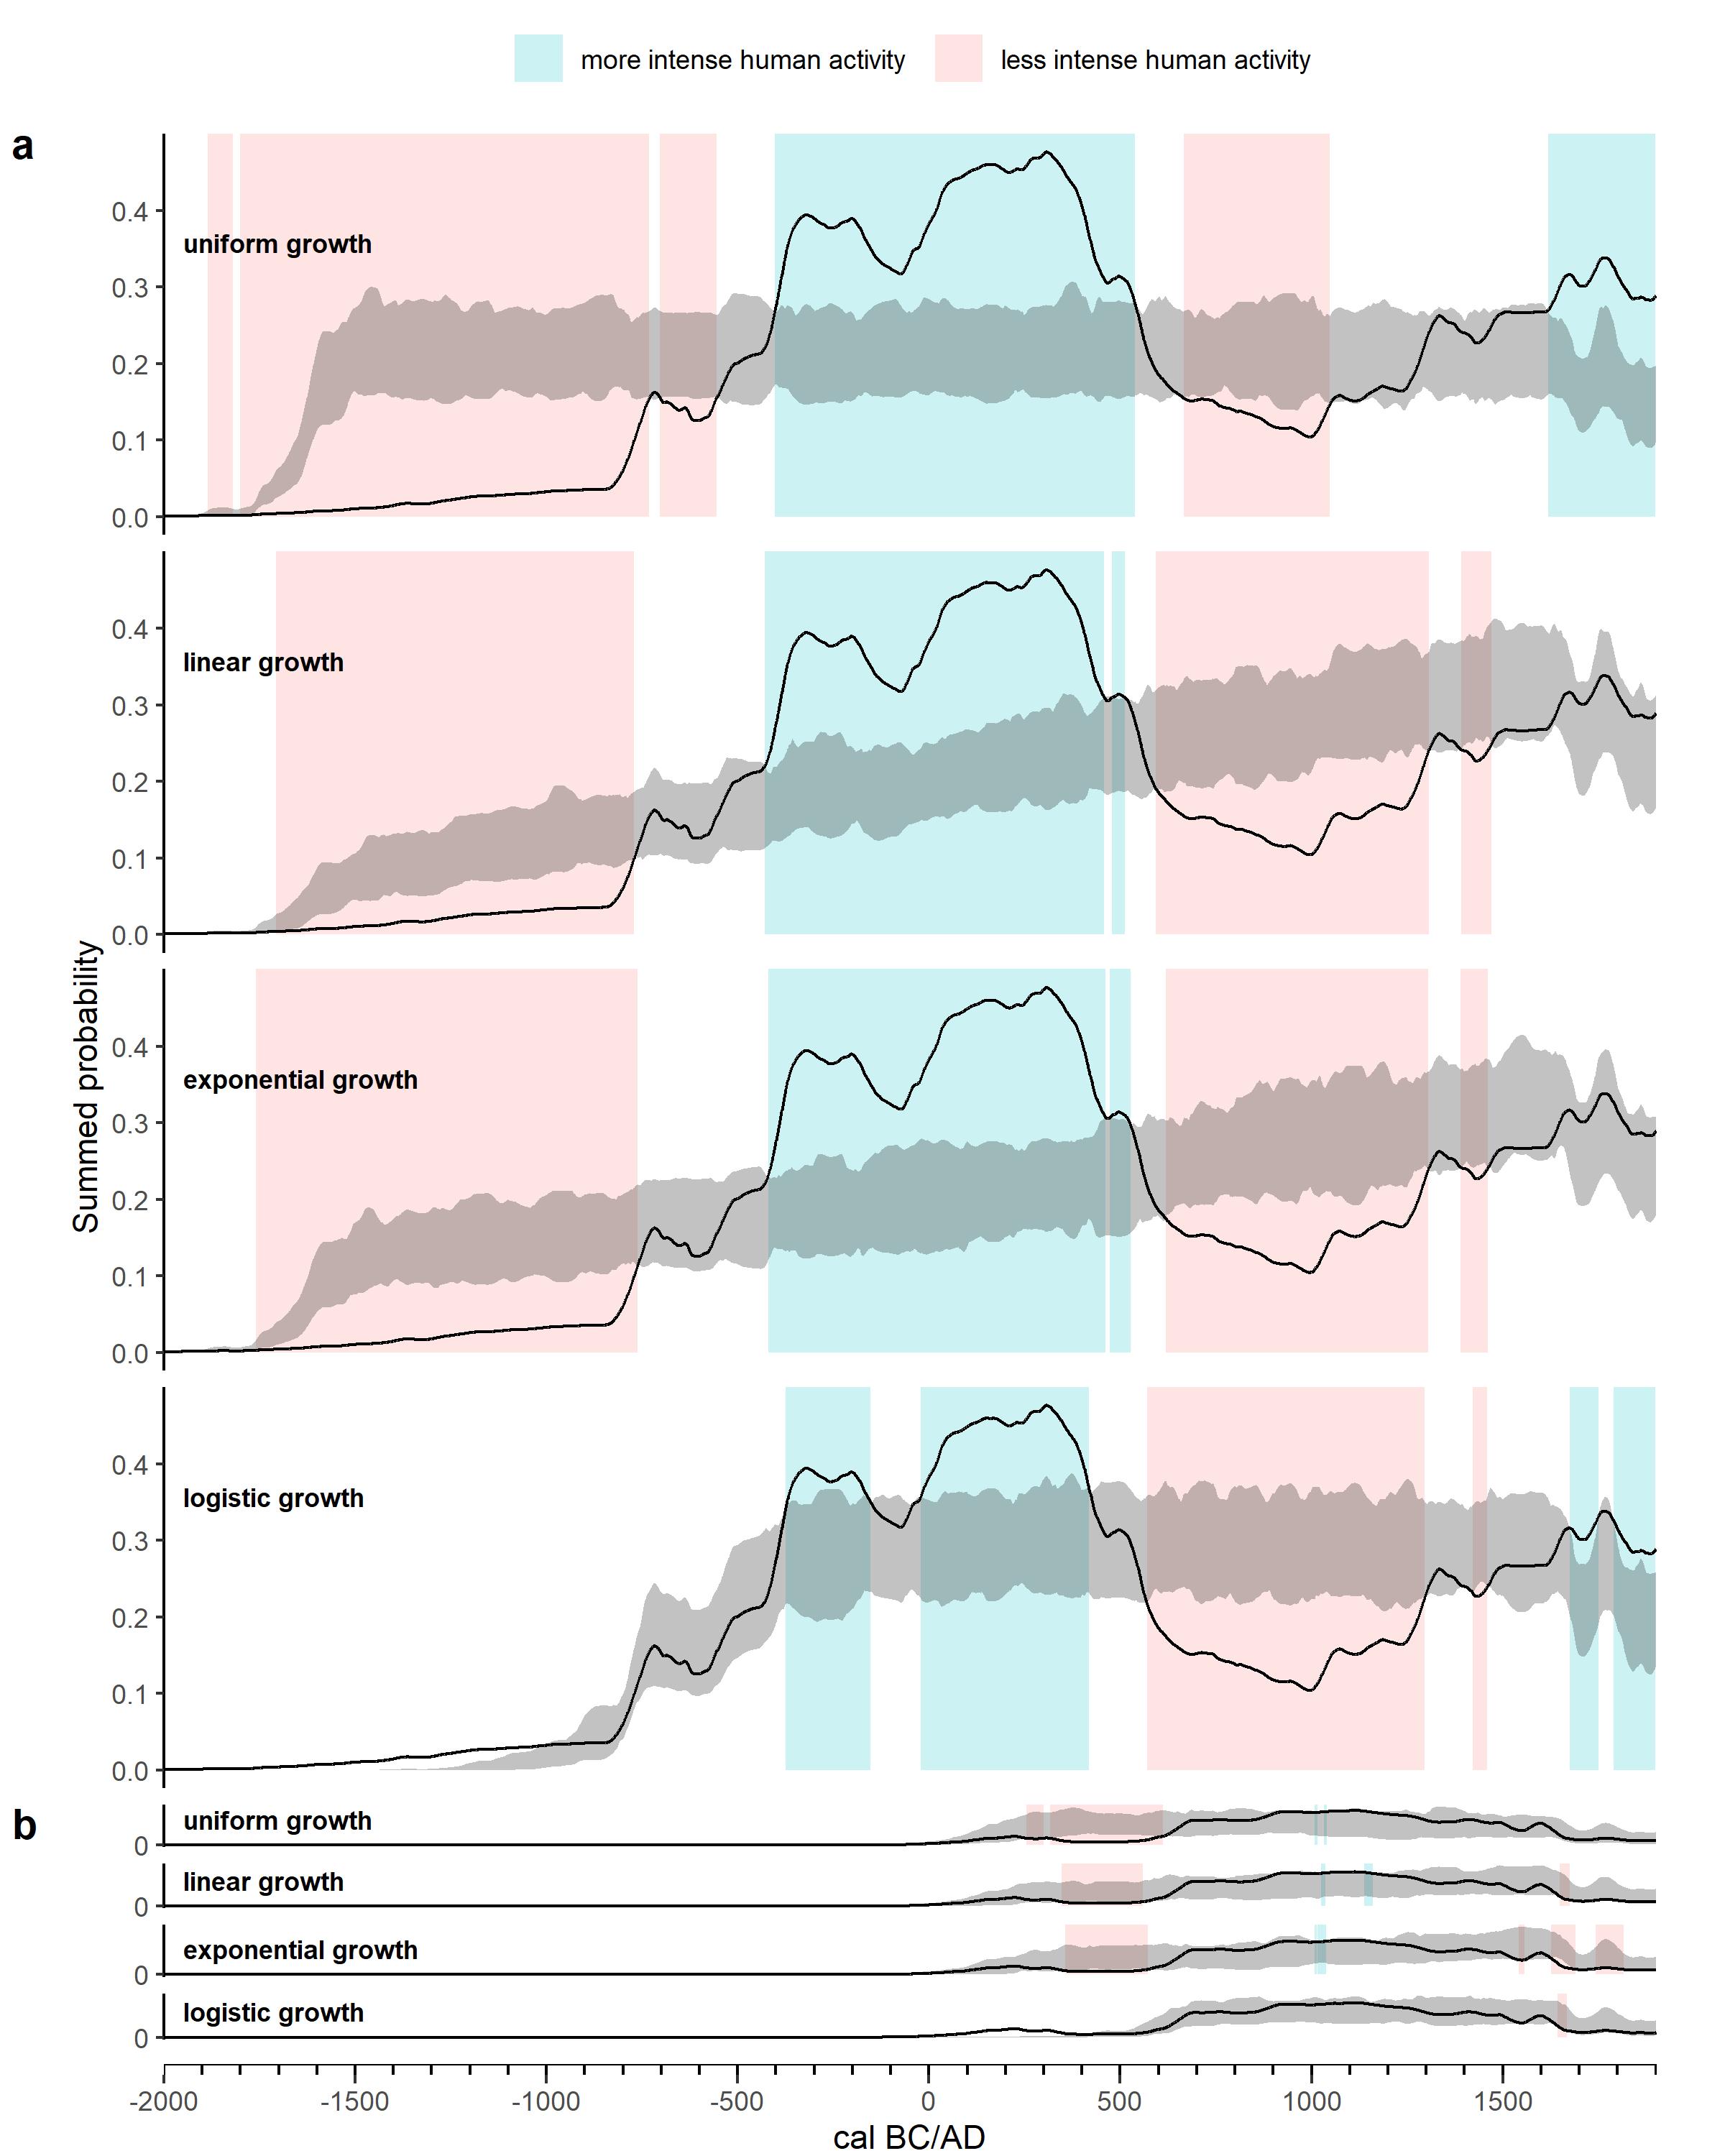 more intense human activity less intense human activity
a
0.4
uniform growth
0.3
0.2
0.1
0.0
0.4
linear growth
0.3
0.2
0.1
0.0
Summed probability
0.4
exponential growth
0.3
0.2
0.1
0.0
0.4
logistic growth
0.3
0.2
0.1
0.0
b
uniform growth
0
linear growth
0
exponential growth
0
logistic growth
0
-2000 -1500 -1000 -500 0 500 1000 1500
cal BC/AD